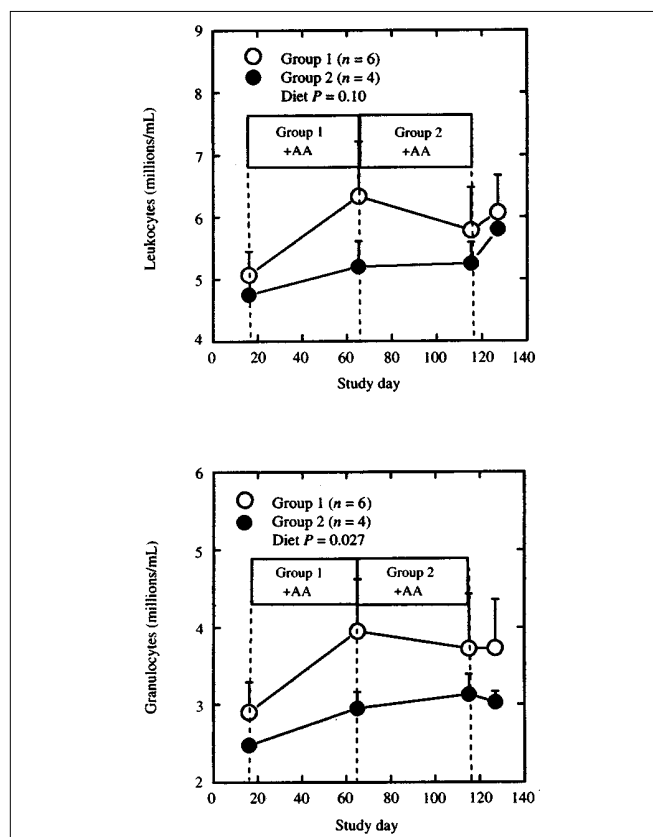 Group 1 (n = 6)
Group 2 (n = 4)
Diet P = 0.10
Group 1
+AA
Group 2
+AA
Leukocytes (millions/mL)
9
8
7
6
5
4
0 20 40 60 80 100 120 140
Study day
Group 1 (n = 6)
Group 2 (n = 4)
Diet P = 0.027
Group 1
+AA
Group 2
+AA
Granulocytes (millions/mL)
6
5
4
3
2
0 20 40 60 80 100 120 140
Study day